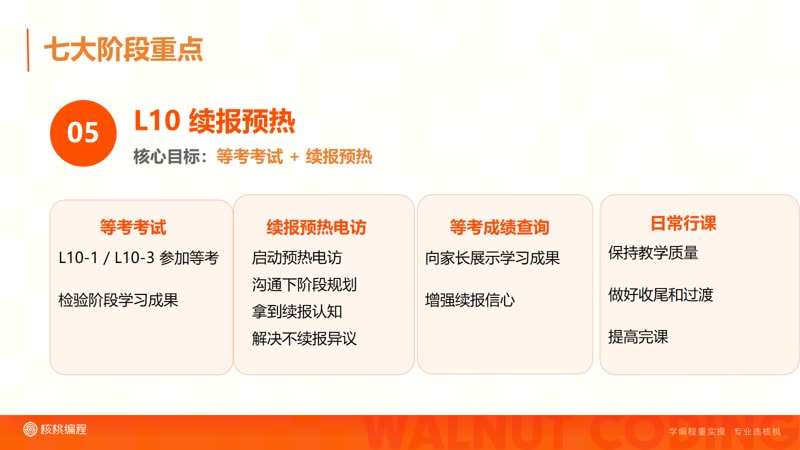 七大阶段重点
05
L10 续报预热
核心目标：等考考试 + 续报预热
等考考试
L10-1 / L10-3 参加等考
检验阶段学习成果
续报预热电访
启动预热电访
沟通下阶段规划
拿到续报认知
解决不续报异议
等考成绩查询
向家长展示学习成果
增强续报信心
日常行课
保持教学质量
做好收尾和过渡
提高完课
核桃编程
WALNUT CODING
学编程重实操 专业选核桃